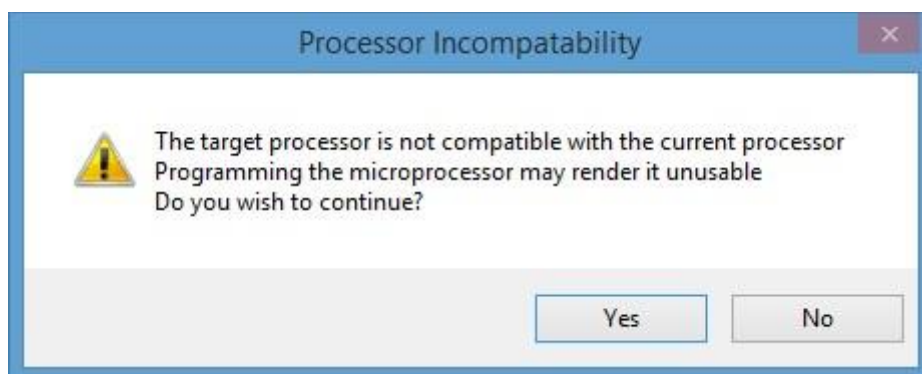 Processor Incompatability
The target processor is not compatible with the current processor
Programming the microprocessor may render it unusable
Do you wish to continue?
Yes
No